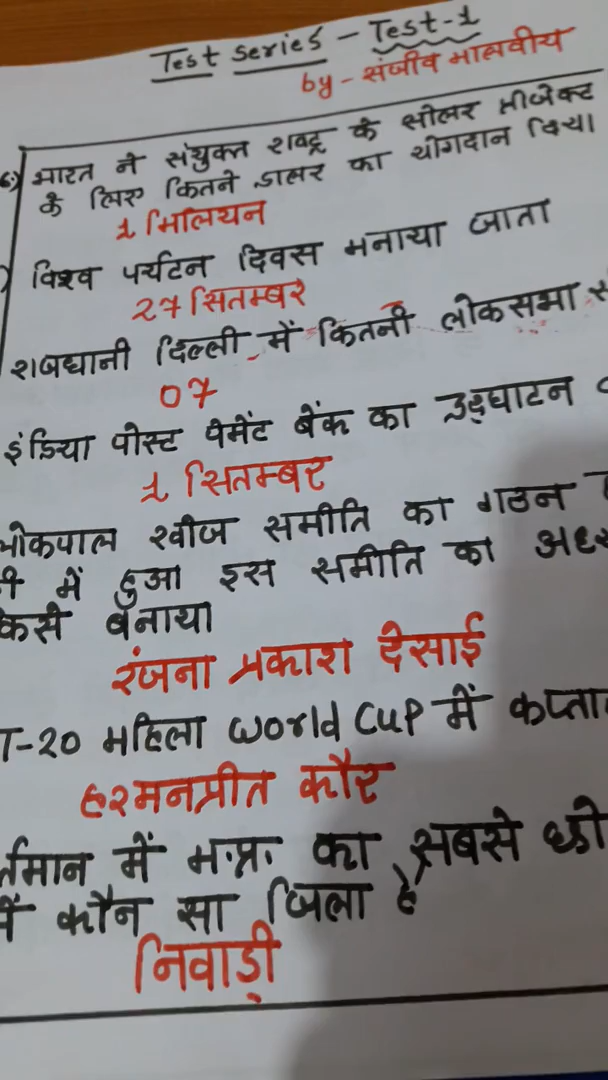 Test Series - Test-1
by - संजीव मालवीय
भारत ने संयुक्त राष्ट्र के सोलर प्रोजेक्ट
के लिए कितने डालर का योगदान दिया
1 मिलियन
विश्व पर्यटन दिवस मनाया जाता
27 सितम्बर
राजधानी दिल्ली में कितनी लोकसभा
07
इंडिया पोस्ट पेमेंट बेंक का उद्घाटन
1 सितम्बर
लोकपाल खोज समीति का गठन
में हुआ इस समीति का
किसे बनाया
रंजना प्रकाश देसाई
T-20 महिला World Cup में
हरमनप्रीत कौर
र्तमान में म.प्र. का सबसे
में कौन सा जिला है
निवाड़ी